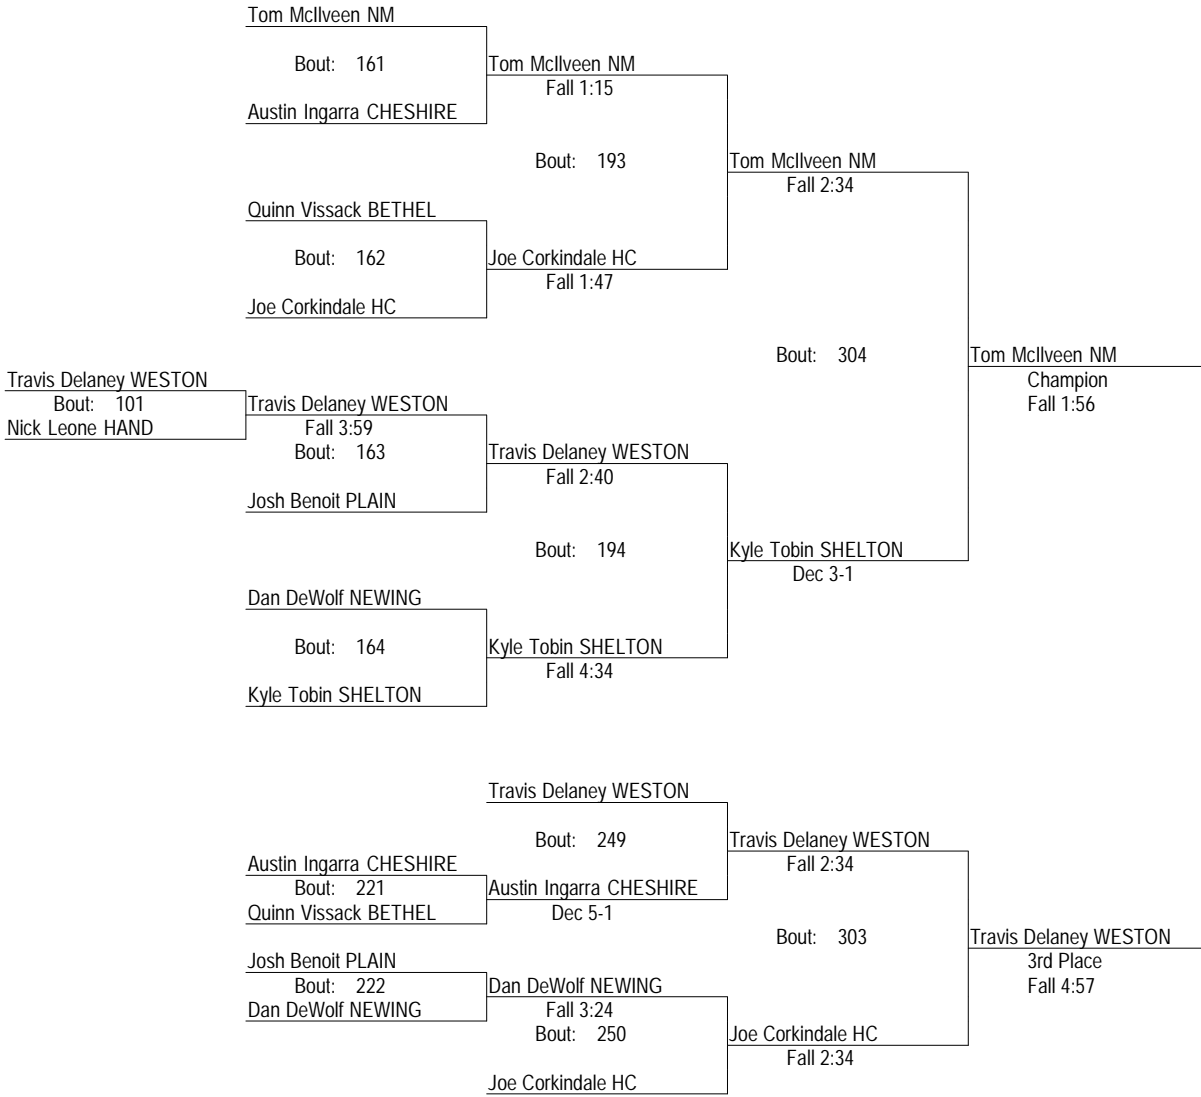 Tom McIlveen NM
Bout: 161
Tom McIlveen NM
Fall 1:15
Austin Ingarra CHESHIRE
Bout: 193
Tom McIlveen NM
Fall 2:34
Quinn Vissack BETHEL
Bout: 162
Joe Corkindale HC
Fall 1:47
Joe Corkindale HC
Bout: 304
Tom McIlveen NM
Champion
Fall 1:56
Travis Delaney WESTON
Bout: 101
Nick Leone HAND
Travis Delaney WESTON
Fall 3:59
Bout: 163
Travis Delaney WESTON
Fall 2:40
Josh Benoit PLAIN
Bout: 194
Kyle Tobin SHELTON
Dec 3-1
Dan DeWolf NEWING
Bout: 164
Kyle Tobin SHELTON
Fall 4:34
Kyle Tobin SHELTON
Travis Delaney WESTON
Bout: 249
Travis Delaney WESTON
Fall 2:34
Austin Ingarra CHESHIRE
Bout: 221
Austin Ingarra CHESHIRE
Dec 5-1
Quinn Vissack BETHEL
Bout: 303
Travis Delaney WESTON
3rd Place
Fall 4:57
Josh Benoit PLAIN
Bout: 222
Dan DeWolf NEWING
Dan DeWolf NEWING
Fall 3:24
Bout: 250
Joe Corkindale HC
Fall 2:34
Joe Corkindale HC